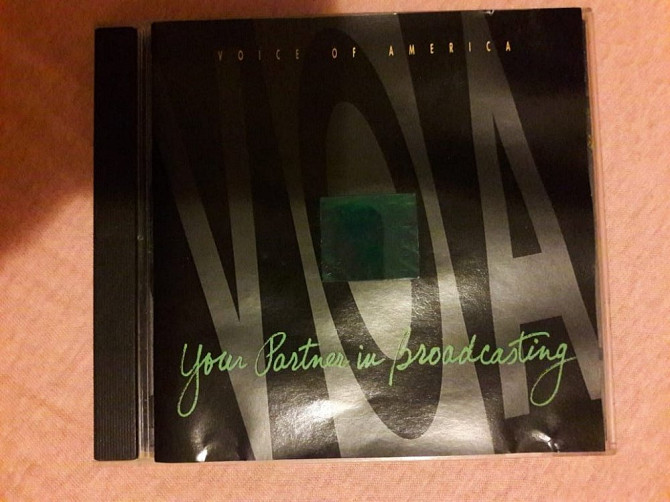 VOICE OF AMERICA
VOA
Your Partner in Broadcasting